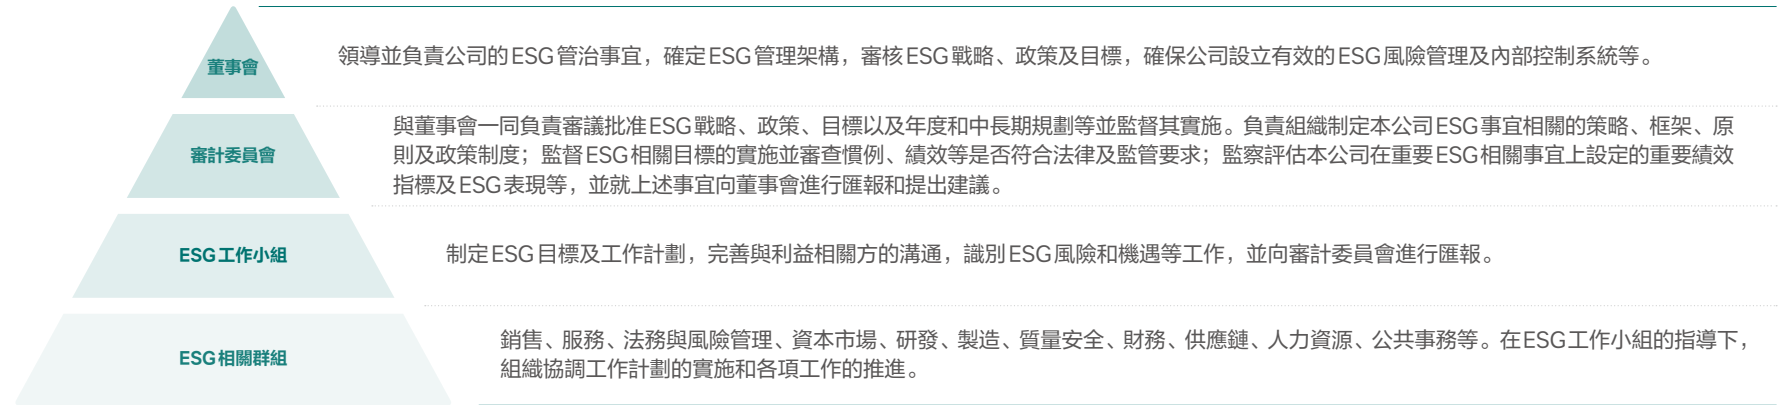 董事會
領導並負責公司的ESG管治事宜，確定ESG管理架構，審核ESG戰略、政策及目標，確保公司設立有效的ESG風險管理及內部控制系統等。
審計委員會
與董事會一同負責審議批准ESG戰略、政策、目標以及年度和中長期規劃等並監督其實施。負責組織制定本公司ESG事宜相關的策略、框架、原
則及政策制度；監督ESG相關目標的實施並審查慣例、績效等是否符合法律及監管要求；監察評估本公司在重要ESG相關事宜上設定的重要績效
指標及ESG表現等，並就上述事宜向董事會進行匯報和提出建議。
ESG工作小組
制定ESG目標及工作計劃，完善與利益相關方的溝通，識別ESG風險和機遇等工作，並向審計委員會進行匯報。
ESG相關群組
銷售、服務、法務與風險管理、資本市場、研發、製造、質量安全、財務、供應鏈、人力資源、公共事務等。在ESG工作小組的指導下，
組織協調工作計劃的實施和各項工作的推進。